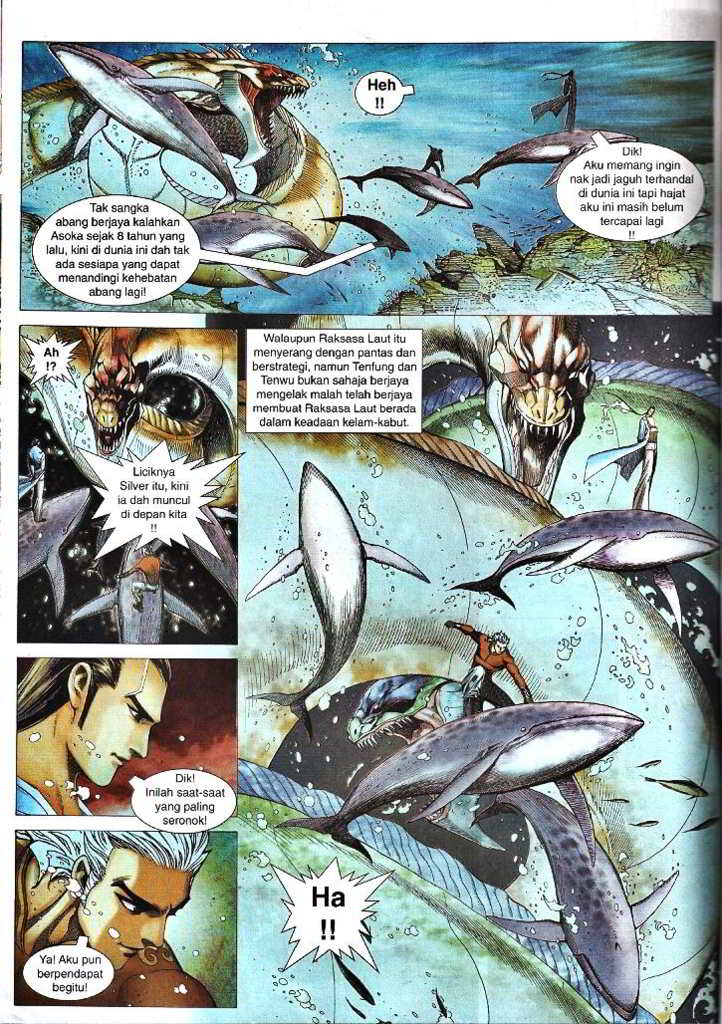 Heh
!!
Dik!
Aku memang ingin
nak jadi jaguh terhandal
di dunia ini tapi hajat
aku ini masih belum
tercapai lagi
!!
Tak sangka
abang berjaya kalahkan
Asoka sejak 8 tahun yang
lalu, kini di dunia ini dah tak
ada sesiapa yang dapat
menandingi kehebatan
abang lagi!
Ah
!?
Liciknya
Silver itu, kini
ia dah muncul
di depan kita
!!
Walaupun Raksasa Laut itu
menyerang dengan pantas dan
berstrategi, namun Tenfung dan
Tenwu bukan sahaja berjaya
mengelak malah telah berjaya
membuat Raksasa Laut berada
dalam keadaan kelam-kabut.
Dik!
Inilah saat-saat
yang paling
seronok!
Ya! Aku pun
berpendapat
begitu!
Ha
!!